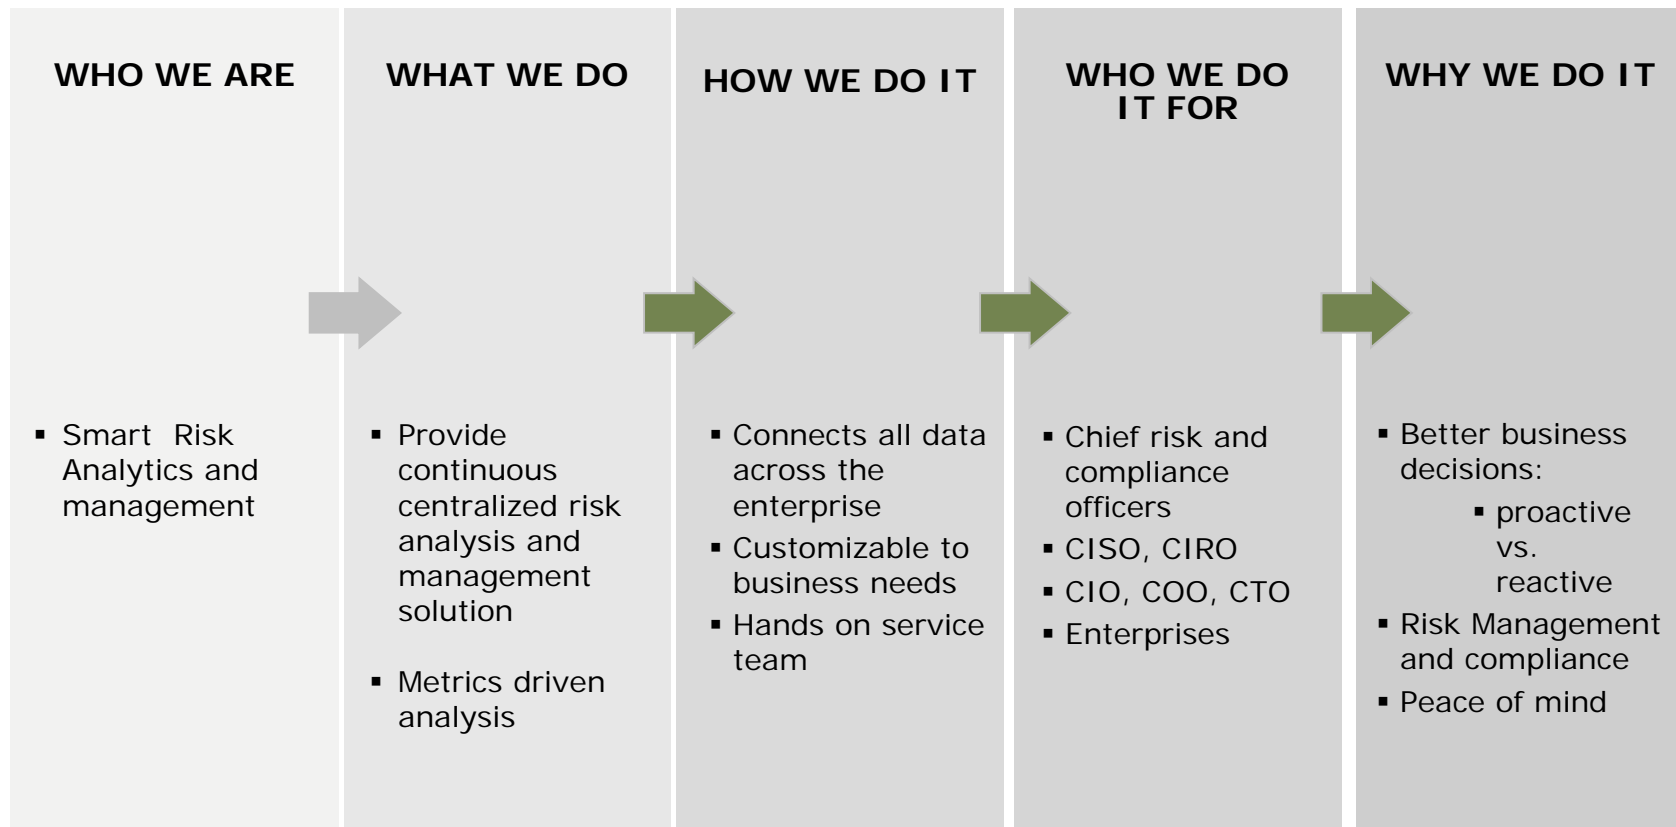 WHO WE ARE
▪ Smart Risk
Analytics and
management
WHAT WE DO
▪ Provide
continuous
centralized risk
analysis and
management
solution
▪ Metrics driven
analysis
HOW WE DO IT
▪ Connects all data
across the
enterprise
▪ Customizable to
business needs
▪ Hands on service
team
WHO WE DO
IT FOR
▪ Chief risk and
compliance
officers
▪ CISO, CIRO
▪ CIO, COO, CTO
▪ Enterprises
WHY WE DO IT
▪ Better business
decisions:
▪ proactive
vs.
reactive
▪ Risk Management
and compliance
▪ Peace of mind